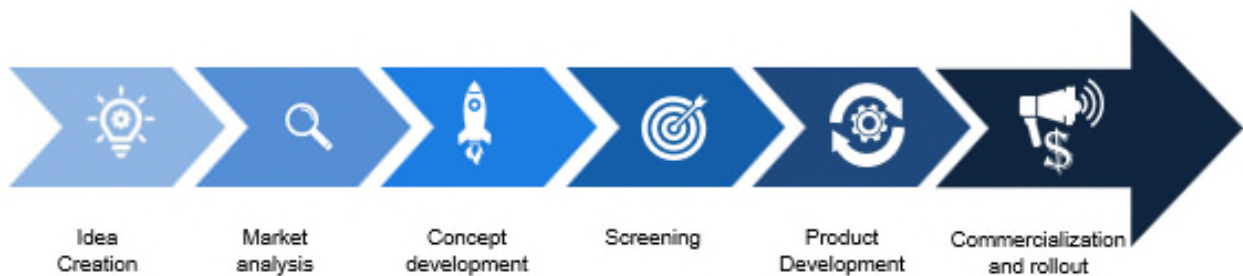 $
Idea
Creation
Market
analysis
Concept
development
Screening
Product
Development
Commercialization
and rollout